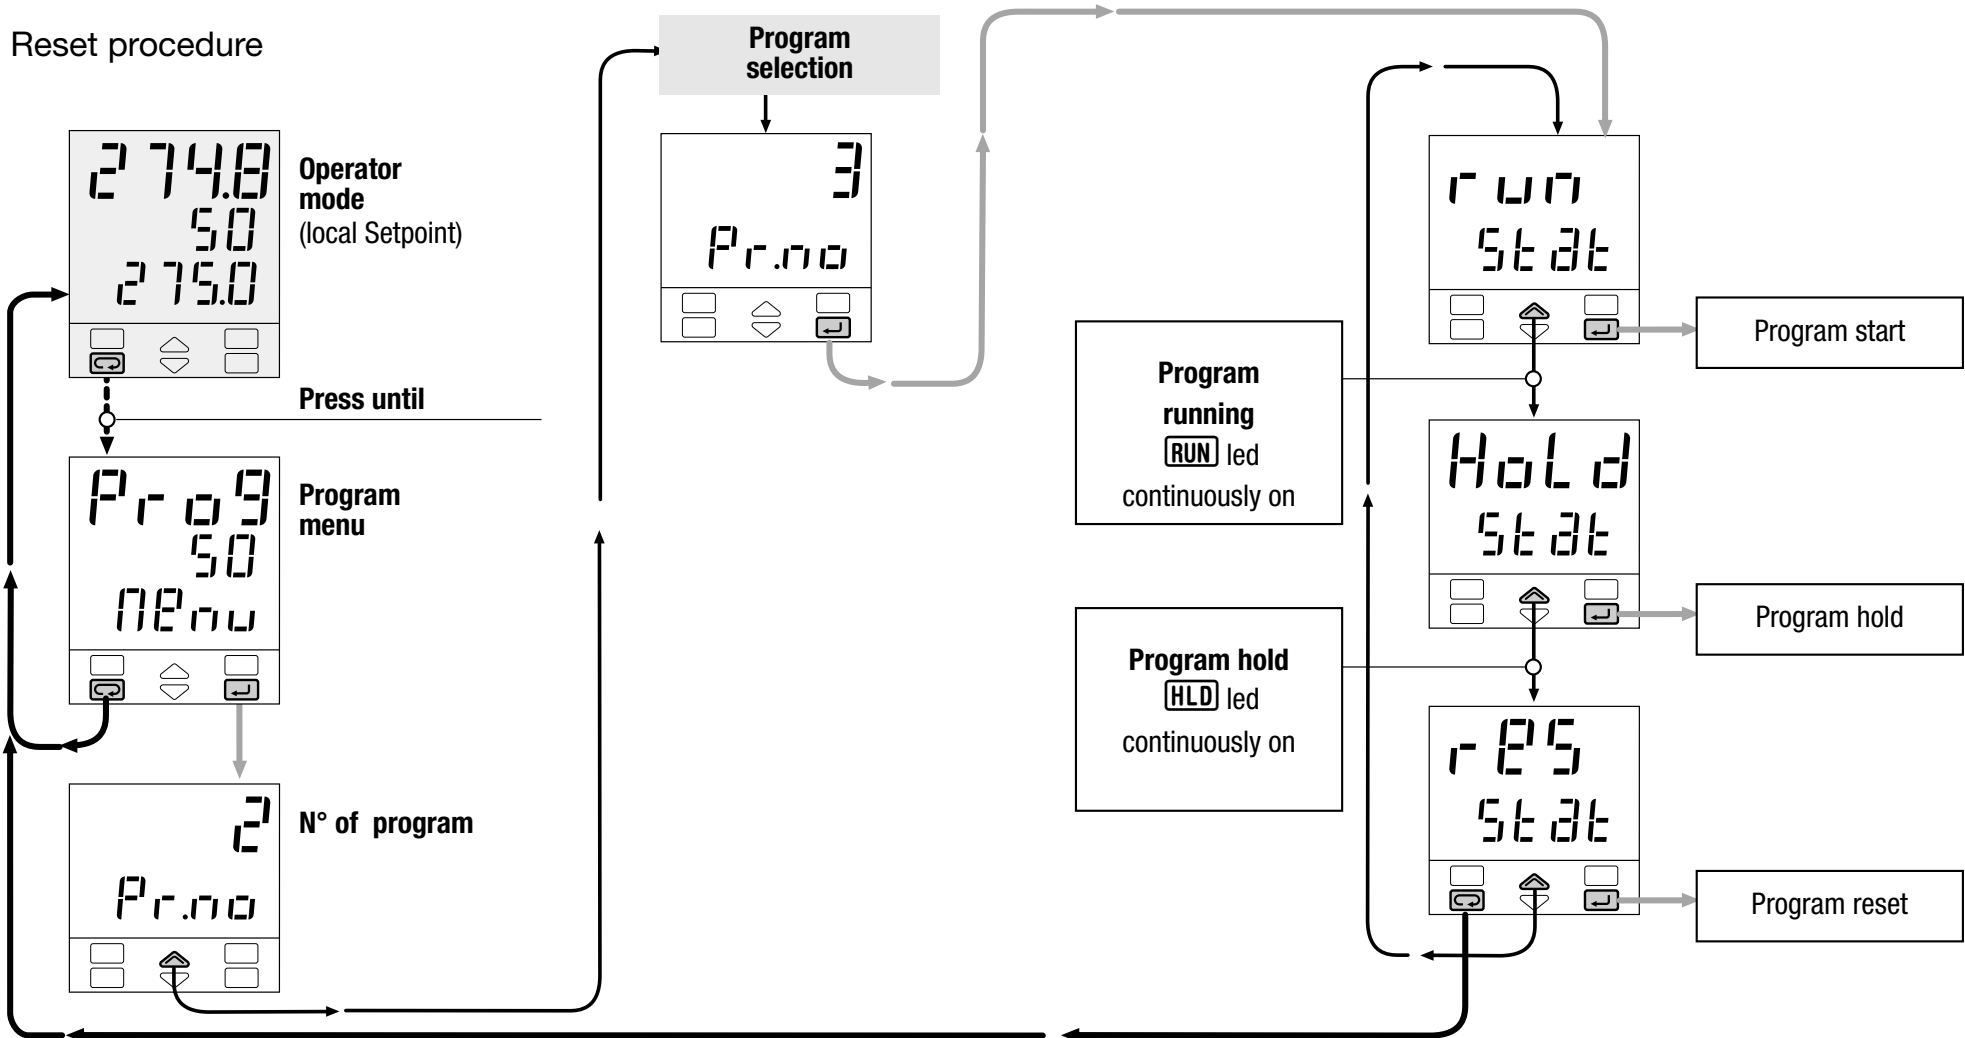 Reset procedure
274.8
50
275.0
Operator
mode
(local Setpoint)
Press until
Prog
50
MEnu
Program
menu
2
Pr.no
N° of program
Program
selection
3
Pr.no
run
Stat
Program start
Program
running
RUN led
continuously on
HoLd
Stat
Program hold
Program hold
HLD led
continuously on
rES
Stat
Program reset